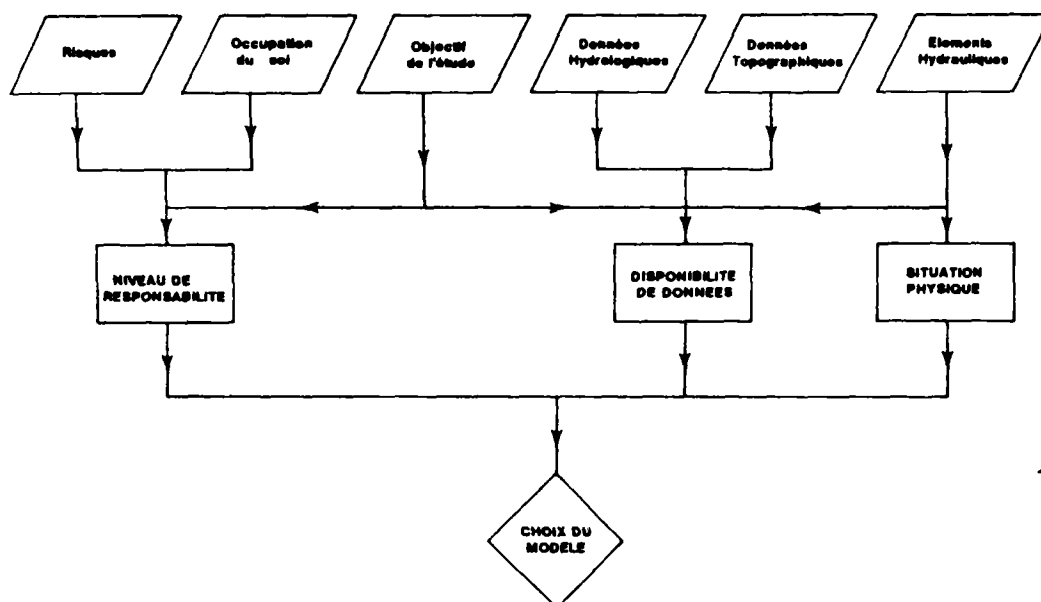 Risques
Occupation
du sol
Objectif
de l'étude
Données
Hydrologiques
Données
Topographiques
Elements
Hydrauliques
NIVEAU DE
RESPONSABILITE
DISPONIBILITE
DE DONNEES
SITUATION
PHYSIQUE
CHOIX DU
MODELE